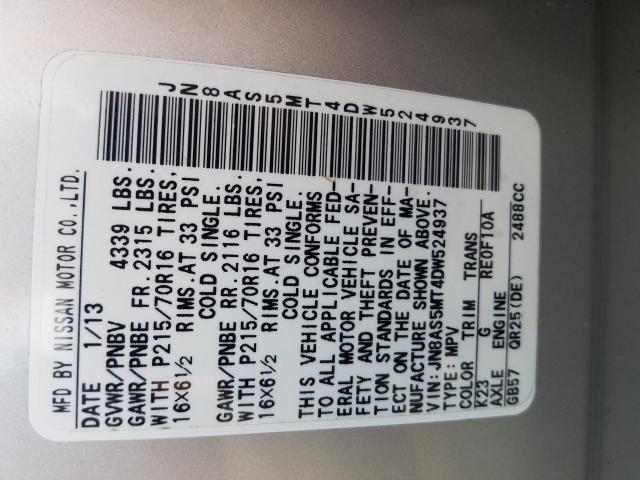 MFD BY NISSAN MOTOR CO.,LTD.
DATE 1/13
GVWR/PNBV 4339 LBS.
GAWR/PNBE FR. 2315 LBS.
WITH P215/70R16 TIRES,
16X6½ RIMS.AT 33 PSI
COLD SINGLE.
GAWR/PNBE RR. 2116 LBS.
WITH P215/70R16 TIRES,
16X6½ RIMS.AT 33 PSI
COLD SINGLE.
THIS VEHICLE CONFORMS
TO ALL APPLICABLE FED-
ERAL MOTOR VEHICLE SA-
FETY AND THEFT PREVEN-
TION STANDARDS IN EFF-
ECT ON THE DATE OF MA-
NUFACTURE SHOWN ABOVE.
VIN:JN8AS5MT4DW524937
TYPE:MPV
COLOR TRIM TRANS
K23 G RE0F10A
AXLE ENGINE
GB57 QR25(DE) 2488CC
JN8AS5MT4DW524937